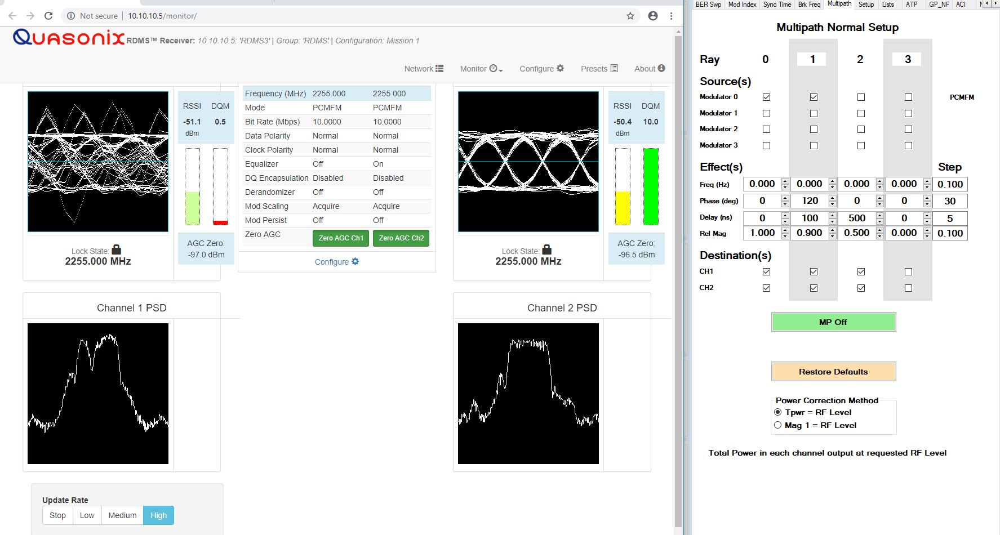 Not secure | 10.10.10.5/monitor/
QUASONIX RDMS™ Receiver: 10.10.10.5: 'RDMS3' | Group: 'RDMS' | Configuration: Mission 1
Network Monitor Configure Presets About
RSSI DQM
-51.1 0.5
dBm
AGC Zero:
-97.0 dBm
Lock State:
2255.000 MHz
Frequency (MHz) 2255.000 2255.000
Mode PCMFM PCMFM
Bit Rate (Mbps) 10.0000 10.0000
Data Polarity Normal Normal
Clock Polarity Normal Normal
Equalizer Off On
DQ Encapsulation Disabled Disabled
Derandomizer Off Off
Mod Scaling Acquire Acquire
Mod Persist Off Off
Zero AGC Zero AGC Ch1 Zero AGC Ch2
Configure
RSSI DQM
-50.4 10.0
dBm
AGC Zero:
-96.5 dBm
Lock State:
2255.000 MHz
Channel 1 PSD
Channel 2 PSD
Update Rate
Stop Low Medium High
BER Swp Mod Index Sync Time Brk Freq Multipath Setup Lists ATP GP_NF ACI
Multipath Normal Setup
Ray 0 1 2 3
Source(s)
Modulator 0 PCMFM
Modulator 1
Modulator 2
Modulator 3
Effect(s) Step
Freq (Hz) 0.000 0.000 0.000 0.000 0.100
Phase (deg) 0 120 0 0 30
Delay (ns) 0 100 500 0 5
Rel Mag 1.000 0.900 0.500 0.000 0.100
Destination(s)
CH1
CH2
MP Off
Restore Defaults
Power Correction Method
Tpwr = RF Level
Mag 1 = RF Level
Total Power in each channel output at requested RF Level